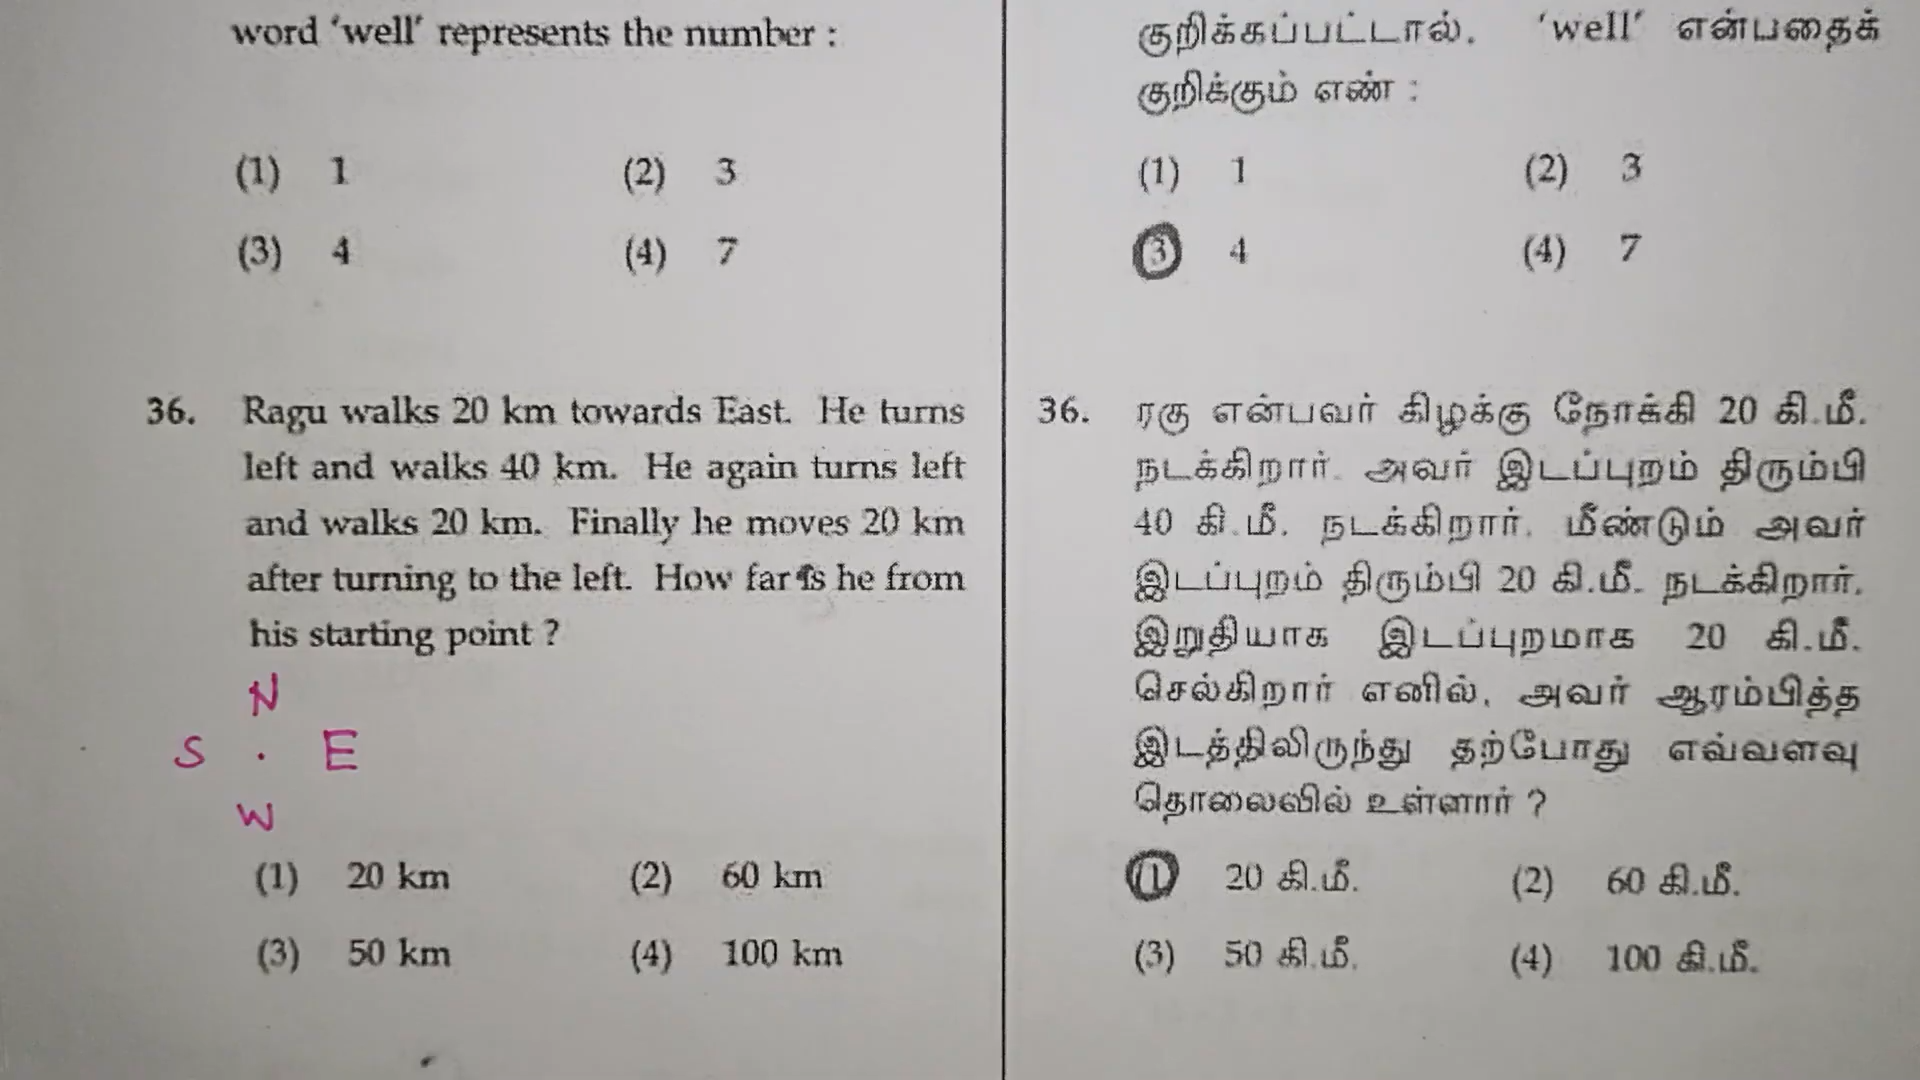 word 'well' represents the number :
(1) 1 (2) 3
(3) 4 (4) 7
36. Ragu walks 20 km towards East. He turns
left and walks 40 km. He again turns left
and walks 20 km. Finally he moves 20 km
after turning to the left. How far is he from
his starting point ?
N
S . E
W
(1) 20 km (2) 60 km
(3) 50 km (4) 100 km
குறிக்கப்பட்டால், 'well' என்பதைக்
குறிக்கும் எண் :
(1) 1 (2) 3
(3) 4 (4) 7
36. ரகு என்பவர் கிழக்கு நோக்கி 20 கி.மீ.
நடக்கிறார். அவர் இடப்புறம் திரும்பி
40 கி.மீ. நடக்கிறார். மீண்டும் அவர்
இடப்புறம் திரும்பி 20 கி.மீ. நடக்கிறார்.
இறுதியாக இடப்புறமாக 20 கி.மீ.
செல்கிறார் எனில், அவர் ஆரம்பித்த
இடத்திலிருந்து தற்போது எவ்வளவு
தொலைவில் உள்ளார் ?
(1) 20 கி.மீ. (2) 60 கி.மீ.
(3) 50 கி.மீ. (4) 100 கி.மீ.